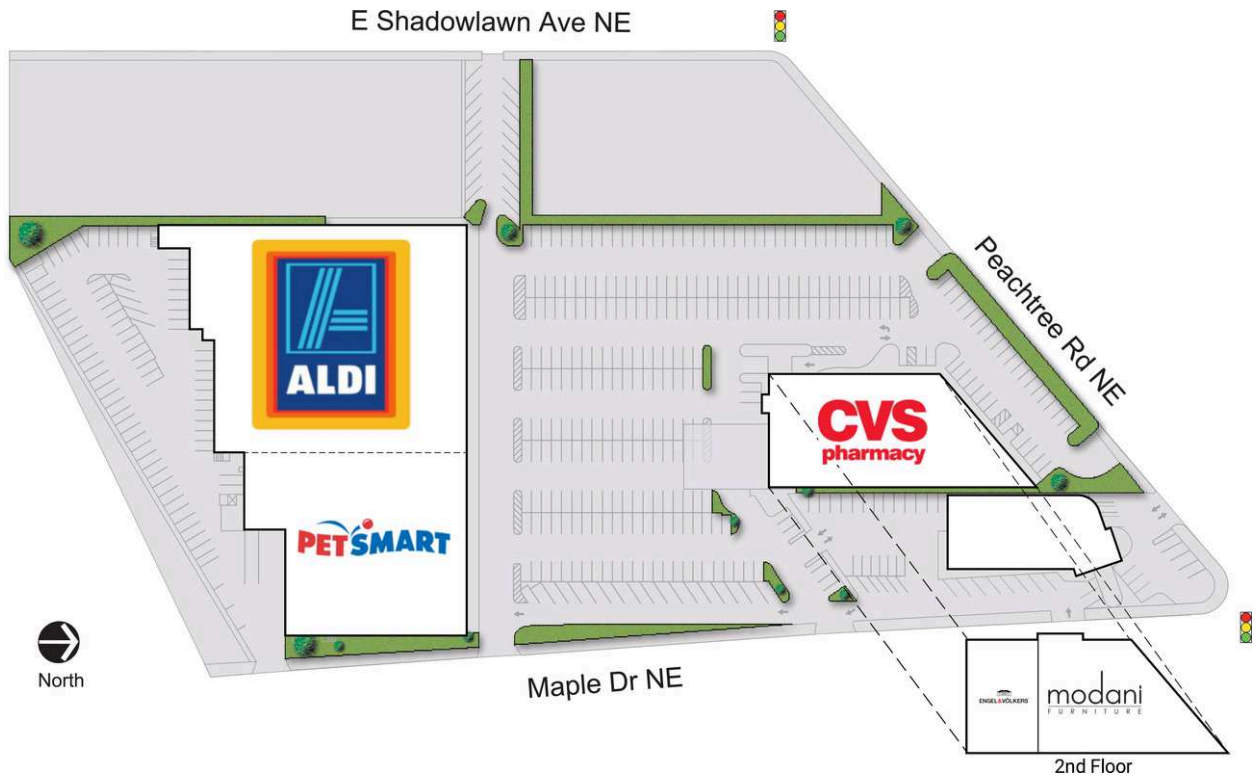 E Shadowlawn Ave NE
Peachtree Rd NE
ALDI
CVS
pharmacy
PETSMART
North
Maple Dr NE
ENGEL&VÖLKERS
modani
FURNITURE
2nd Floor